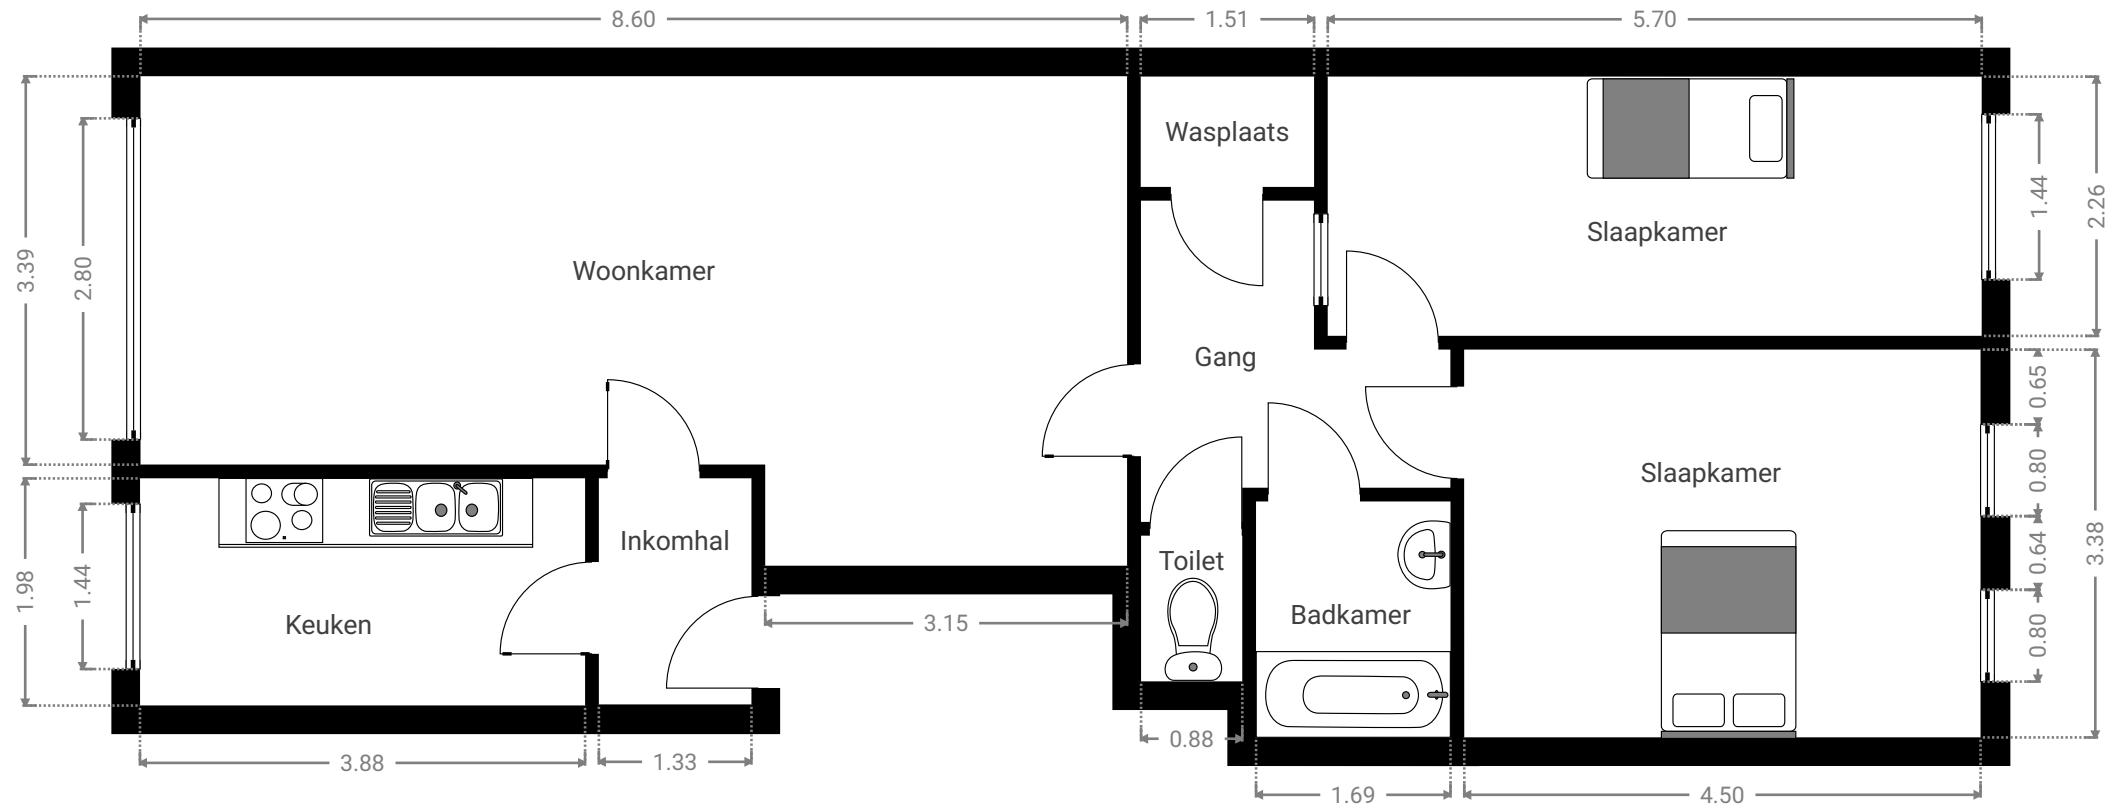 8.60
1.51
5.70
Wasplaats
1.44
2.26
Slaapkamer
3.39
2.80
Woonkamer
Gang
0.65
0.80
Slaapkamer
Inkomhal
0.64
3.38
Toilet
1.98
1.44
Keuken
3.15
Badkamer
0.80
3.88
1.33
0.88
1.69
4.50